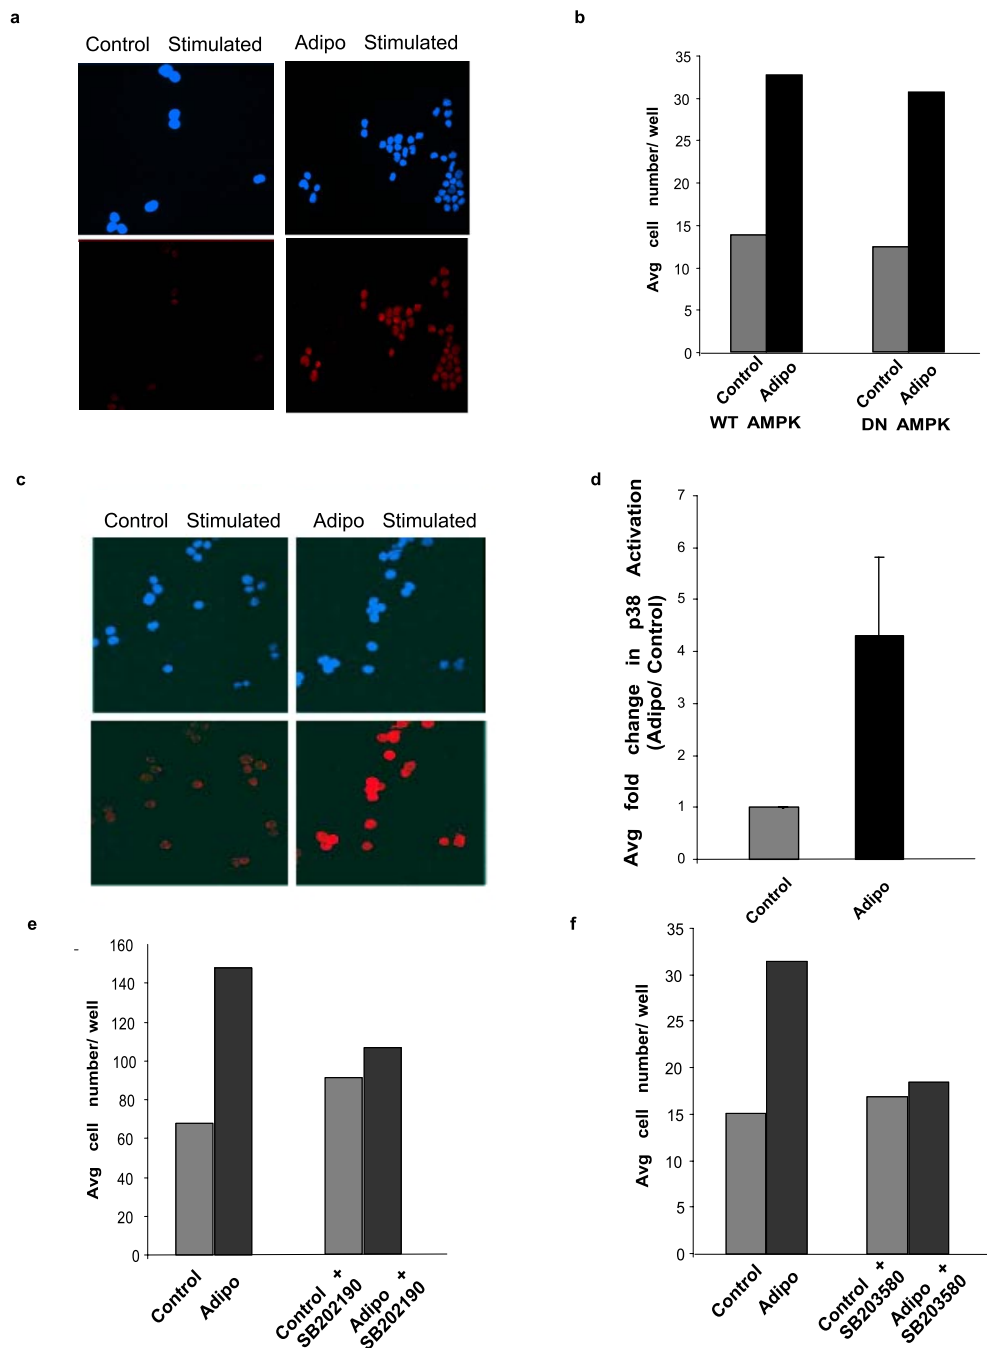 a
Control Stimulated Adipo Stimulated
b
Avg cell number/ well
35
30
25
20
15
10
5
0
Control Adipo Control Adipo
WT AMPK DN AMPK
c
Control Stimulated Adipo Stimulated
d
Avg fold change in p38 Activation
(Adipo/ Control)
7
6
5
4
3
2
1
0
Control Adipo
e
Avg cell number/ well
160
140
120
100
80
60
40
20
0
Control Adipo Control + SB202190 Adipo + SB202190
f
Avg cell number/ well
35
30
25
20
15
10
5
0
Control Adipo Control + SB203580 Adipo + SB203580